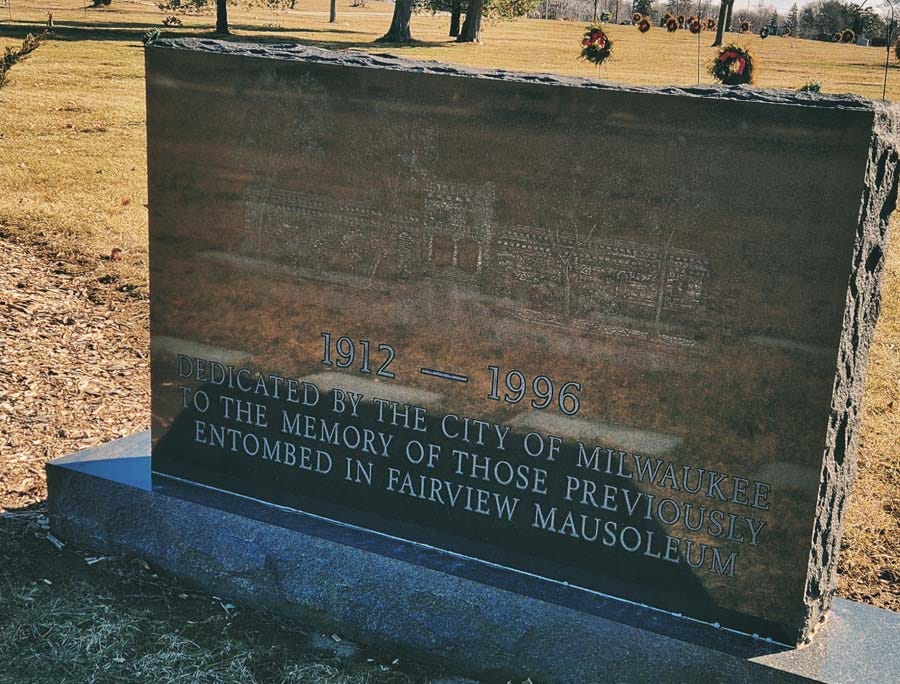 1912 — 1996
DEDICATED BY THE CITY OF MILWAUKEE
TO THE MEMORY OF THOSE PREVIOUSLY
ENTOMBED IN FAIRVIEW MAUSOLEUM